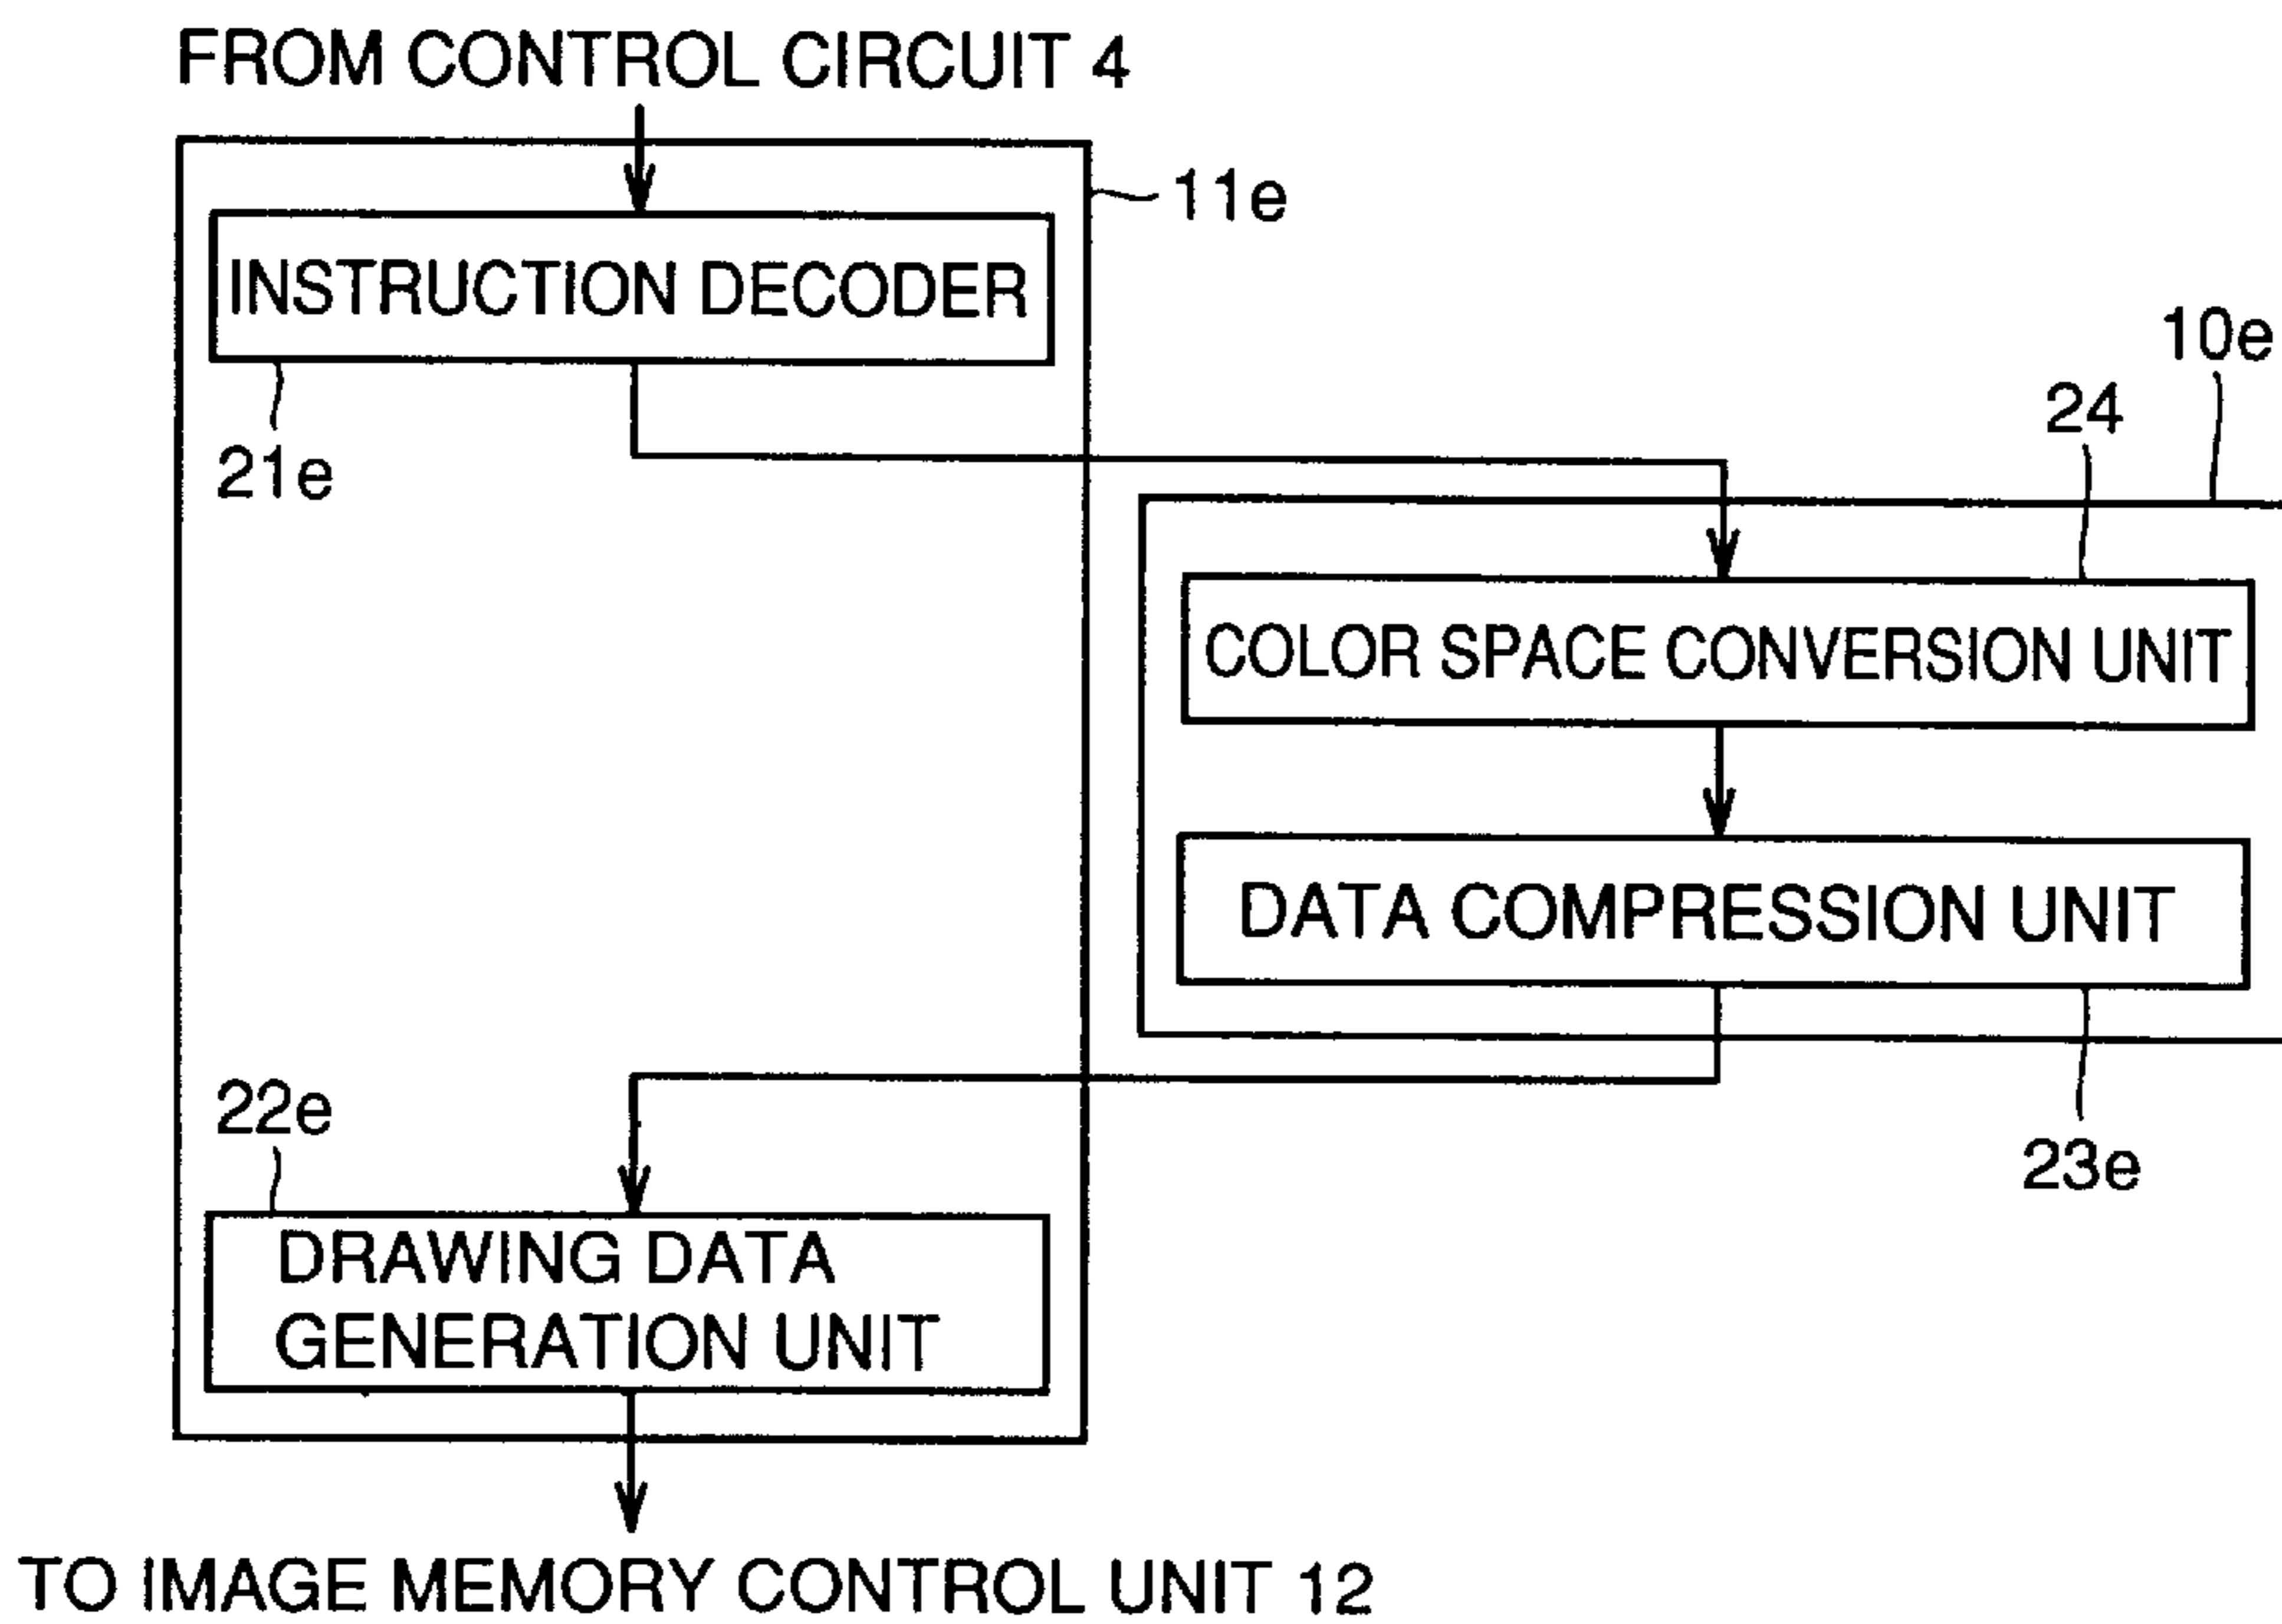 FROM CONTROL CIRCUIT 4
11e
INSTRUCTION DECODER
21e
10e
24
COLOR SPACE CONVERSION UNIT
DATA COMPRESSION UNIT
23e
22e
DRAWING DATA
GENERATION UNIT
TO IMAGE MEMORY CONTROL UNIT 12